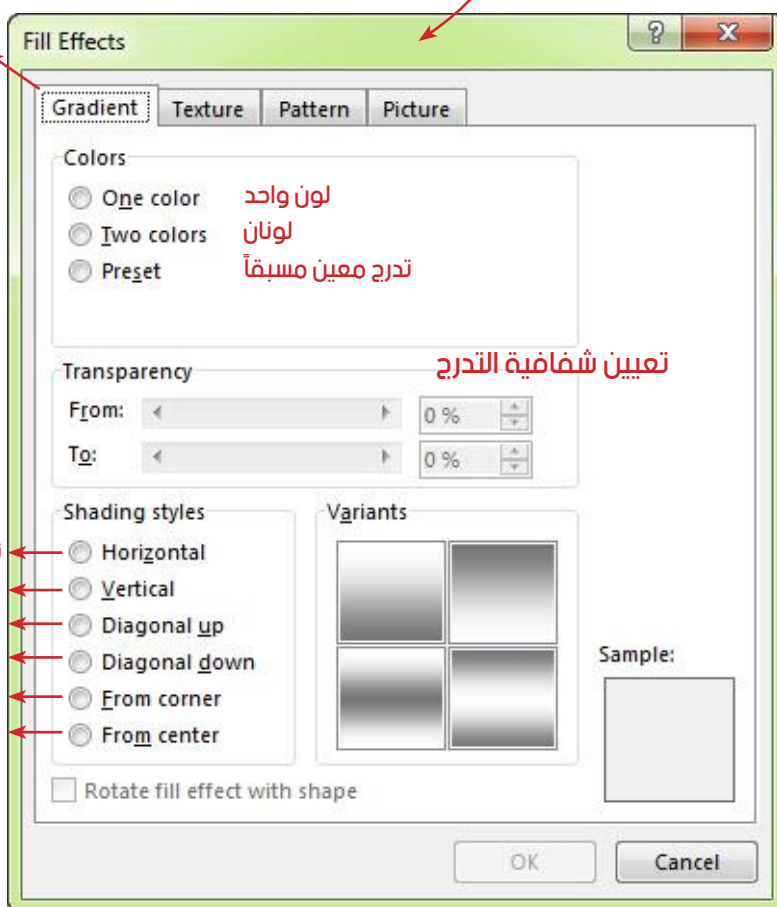 Fill Effects
Gradient Texture Pattern Picture
Colors
One color لون واحد
Two colors لونان
Preset تدرج معين مسبقاً
Transparency تعيين شفافية التدرج
From: 0 %
To: 0 %
Shading styles Variants
Horizontal
Vertical
Diagonal up
Diagonal down
From corner
From center
Sample:
Rotate fill effect with shape
OK Cancel